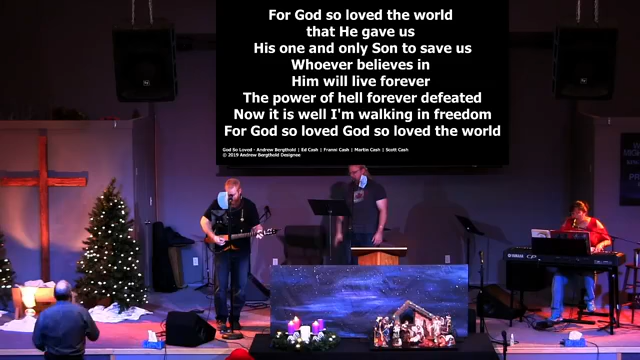 For God so loved the world
that He gave us
His one and only Son to save us
Whoever believes in
Him will live forever
The power of hell forever defeated
Now it is well I'm walking in freedom
For God so loved God so loved the world
God So Loved - Andrew Bergthold | Ed Cash | Franni Cash | Martin Cash | Scott Cash
© 2019 Andrew Bergthold Designee
YAMAHA CP